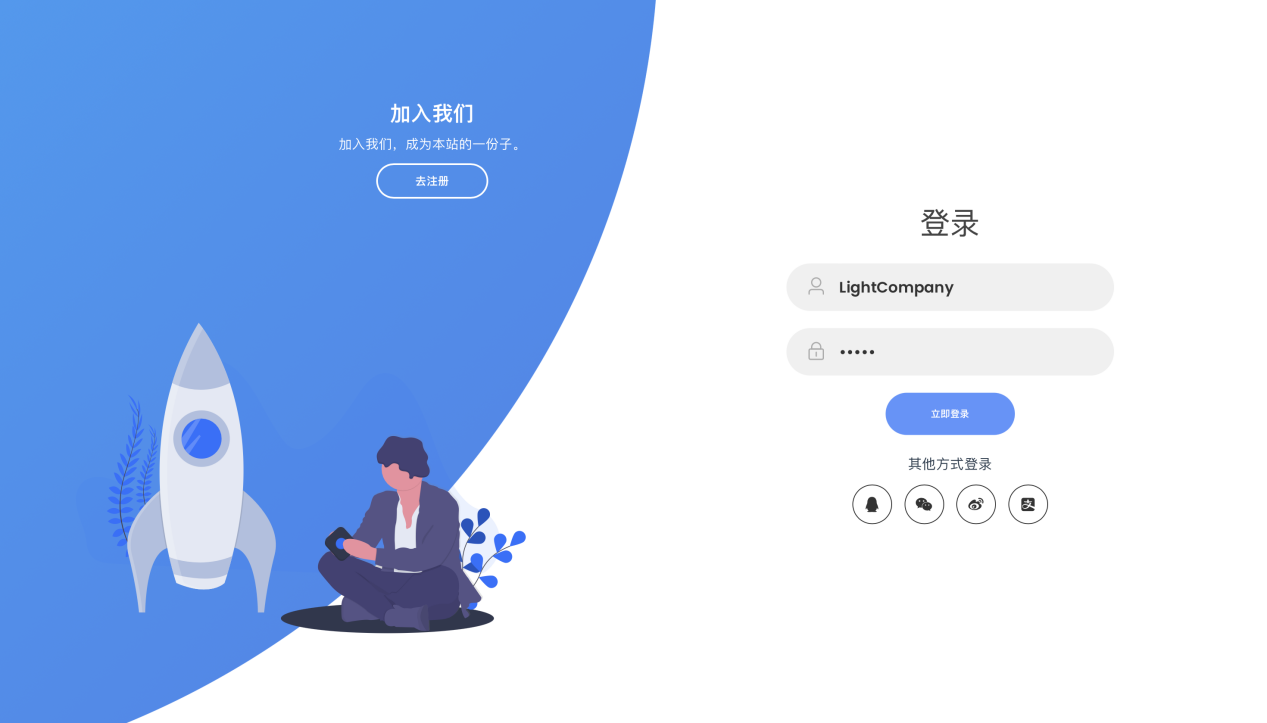 加入我们
加入我们，成为本站的一份子。
去注册
登录
LightCompany
•••••
立即登录
其他方式登录
支